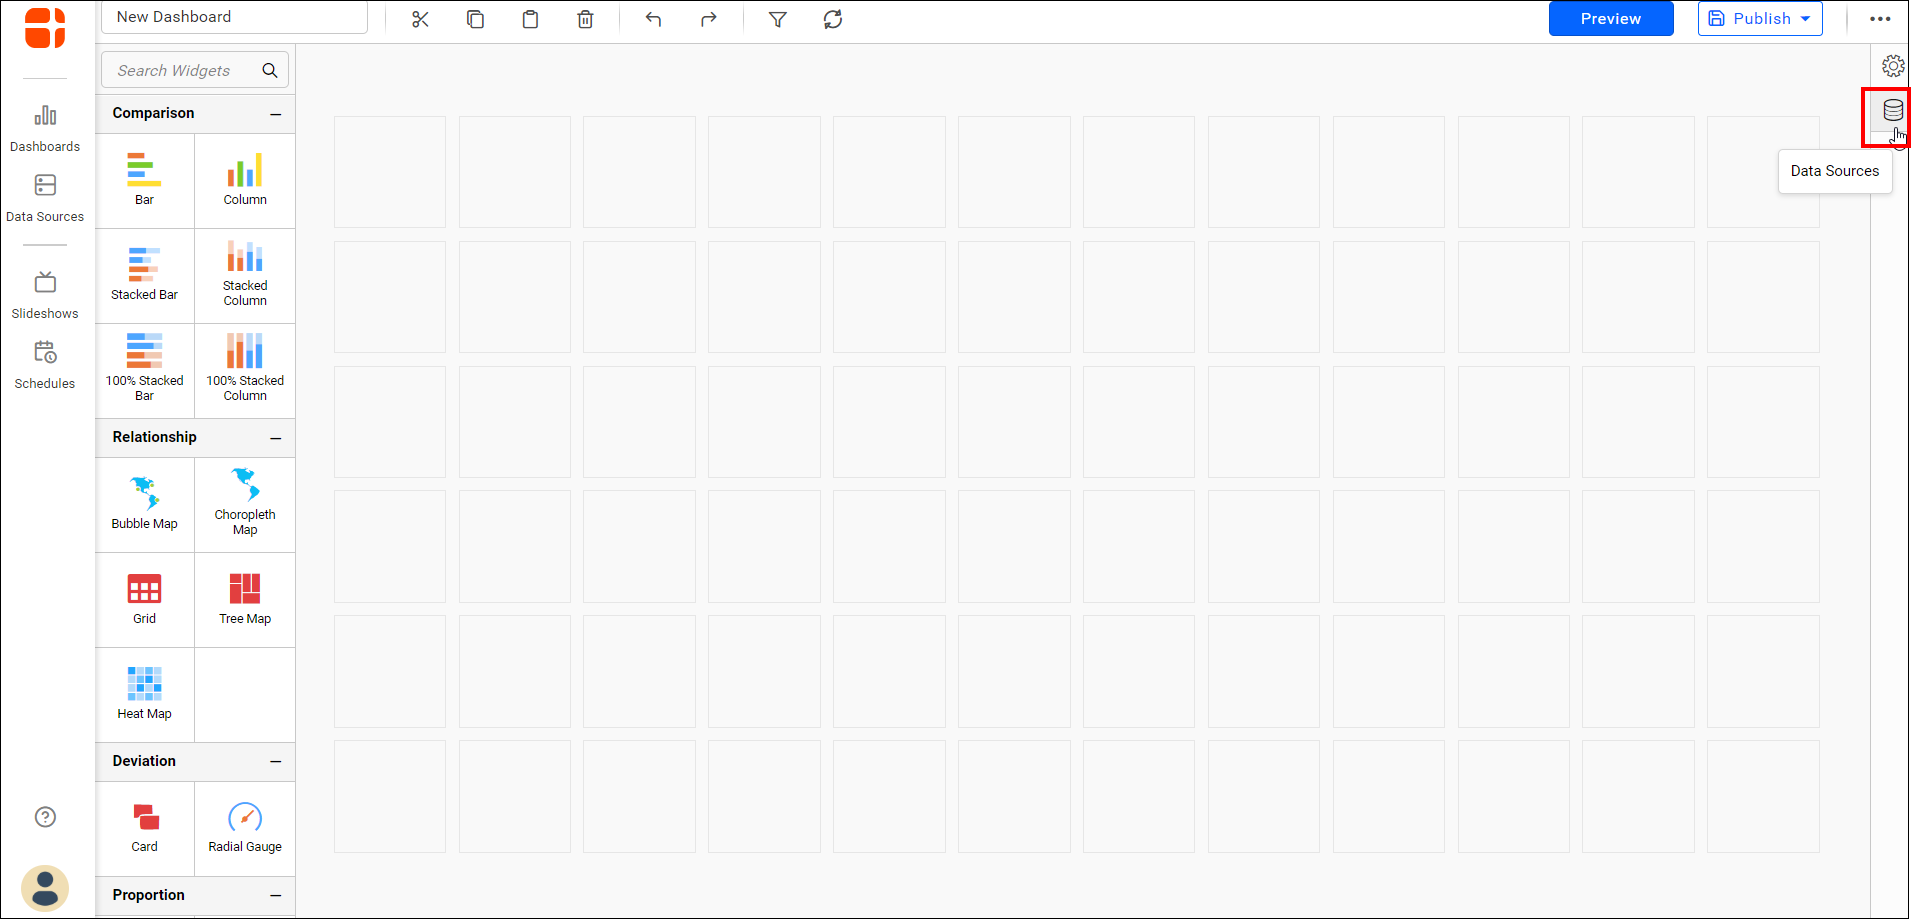 New Dashboard
Preview
Publish
Search Widgets
Data Sources
Dashboards
Data Sources
Slideshows
Schedules
Comparison
Bar
Column
Stacked Bar
Stacked
Column
100% Stacked
Bar
100% Stacked
Column
Relationship
Bubble Map
Choropleth
Map
Grid
Tree Map
Heat Map
Deviation
Card
Radial Gauge
Proportion